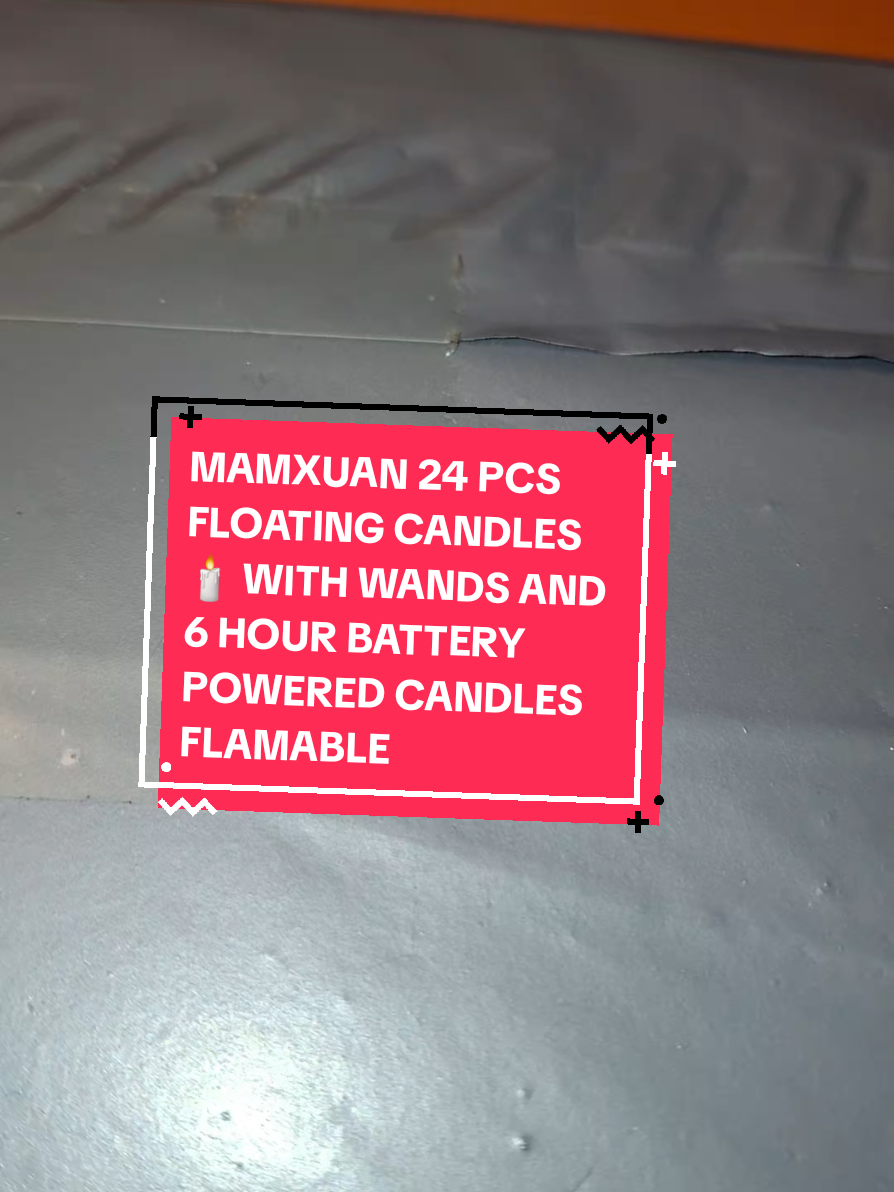 MAMXUAN 24 PCS
FLOATING CANDLES
🕯️ WITH WANDS AND
6 HOUR BATTERY
POWERED CANDLES
FLAMABLE